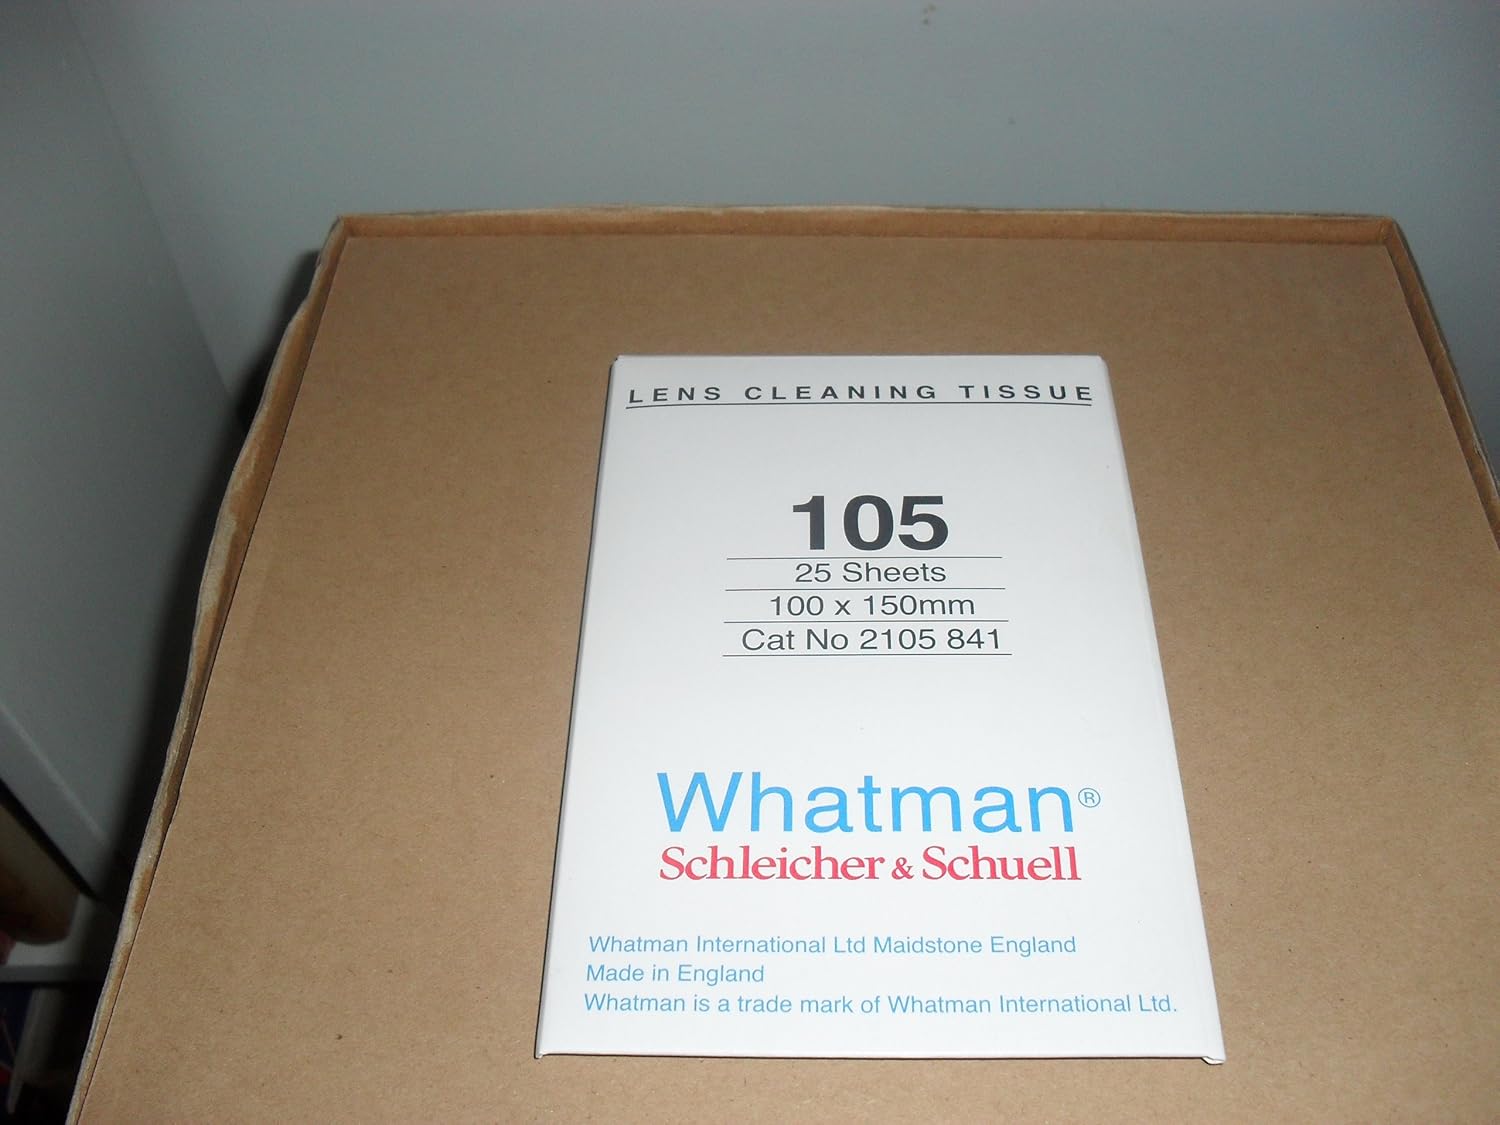 LENS CLEANING TISSUE
105
25 Sheets
100 x 150mm
Cat No 2105 841
Whatman®
Schleicher & Schuell
Whatman International Ltd Maidstone England
Made in England
Whatman is a trade mark of Whatman International Ltd.